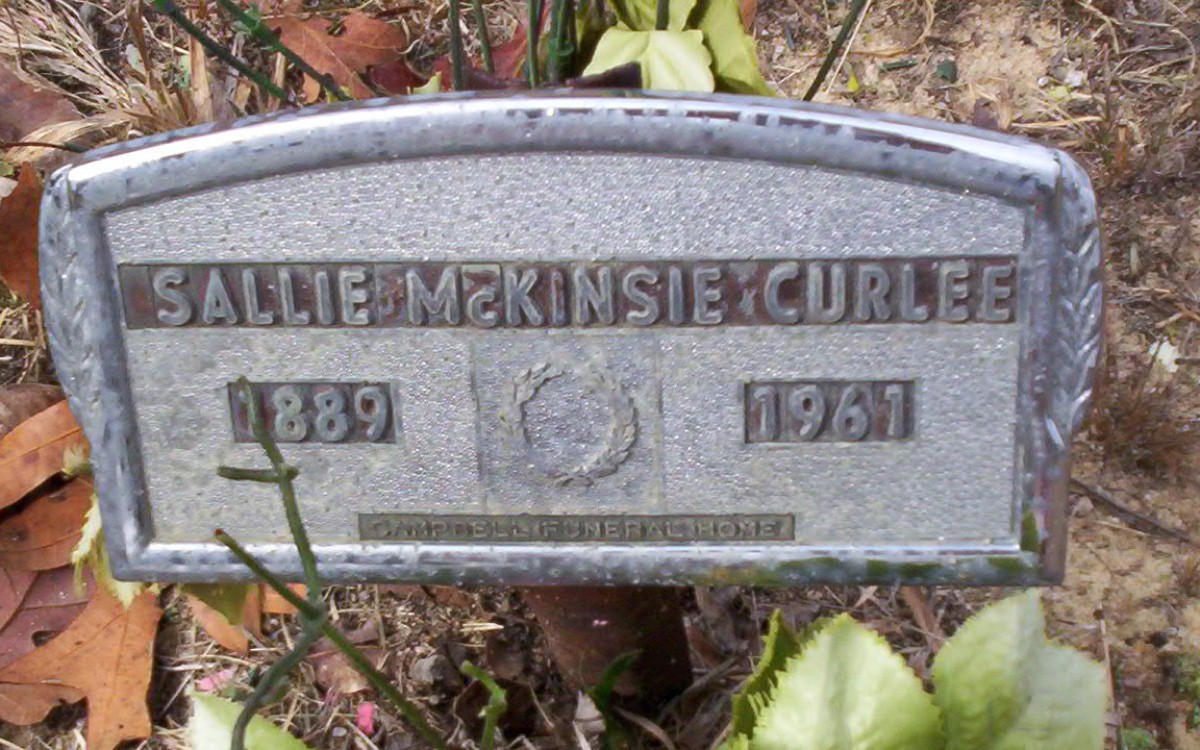 SALLIE McKINSIE CURLEE
1889 1961
CAMPBELL FUNERAL HOME